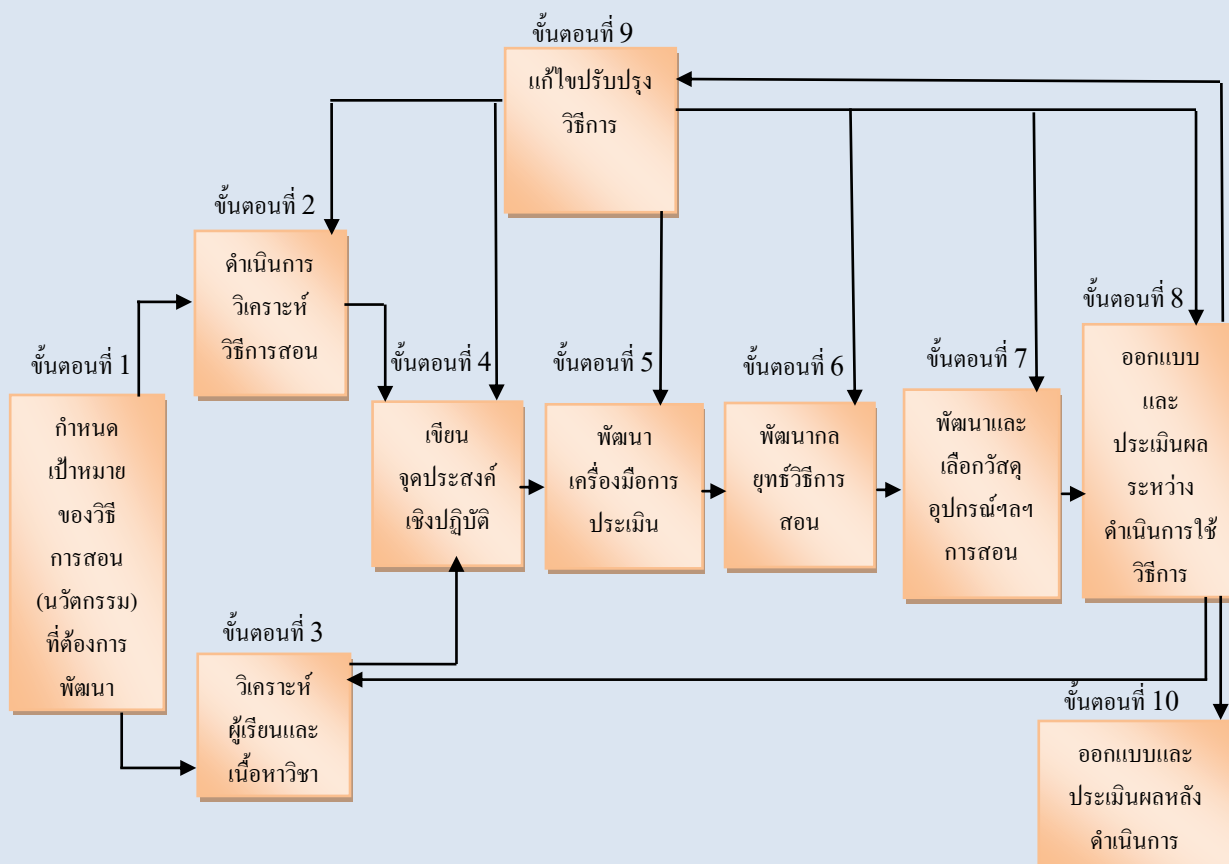 ขั้นตอนที่ 9
แก้ไขปรับปรุง
วิธีการ
ขั้นตอนที่ 2
ดำเนินการ
วิเคราะห์
วิธีการสอน
ขั้นตอนที่ 1
กำหนด
เป้าหมาย
ของวิธี
การสอน
(นวัตกรรม)
ที่ต้องการ
พัฒนา
ขั้นตอนที่ 3
วิเคราะห์
ผู้เรียนและ
เนื้อหาวิชา
ขั้นตอนที่ 4
เขียน
จุดประสงค์
เชิงปฏิบัติ
ขั้นตอนที่ 5
พัฒนา
เครื่องมือการ
ประเมิน
ขั้นตอนที่ 6
พัฒนากล
ยุทธ์วิธีการ
สอน
ขั้นตอนที่ 7
พัฒนาและ
เลือกวัสดุ
อุปกรณ์ฯลฯ
การสอน
ขั้นตอนที่ 8
ออกแบบ
และ
ประเมินผล
ระหว่าง
ดำเนินการใช้
วิธีการ
ขั้นตอนที่ 10
ออกแบบและ
ประเมินผลหลัง
ดำเนินการ